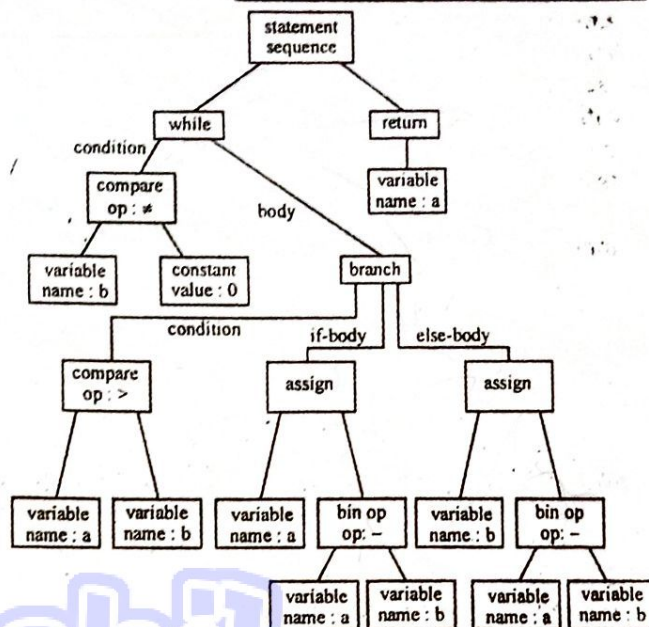 statement
sequence
while
return
condition
compare
op : ≠
body
variable
name : a
variable
name : b
constant
value : 0
branch
condition
if-body
else-body
compare
op : >
assign
assign
variable
name : a
variable
name : b
variable
name : a
bin op
op: –
variable
name : b
bin op
op: –
variable
name : a
variable
name : b
variable
name : a
variable
name : b